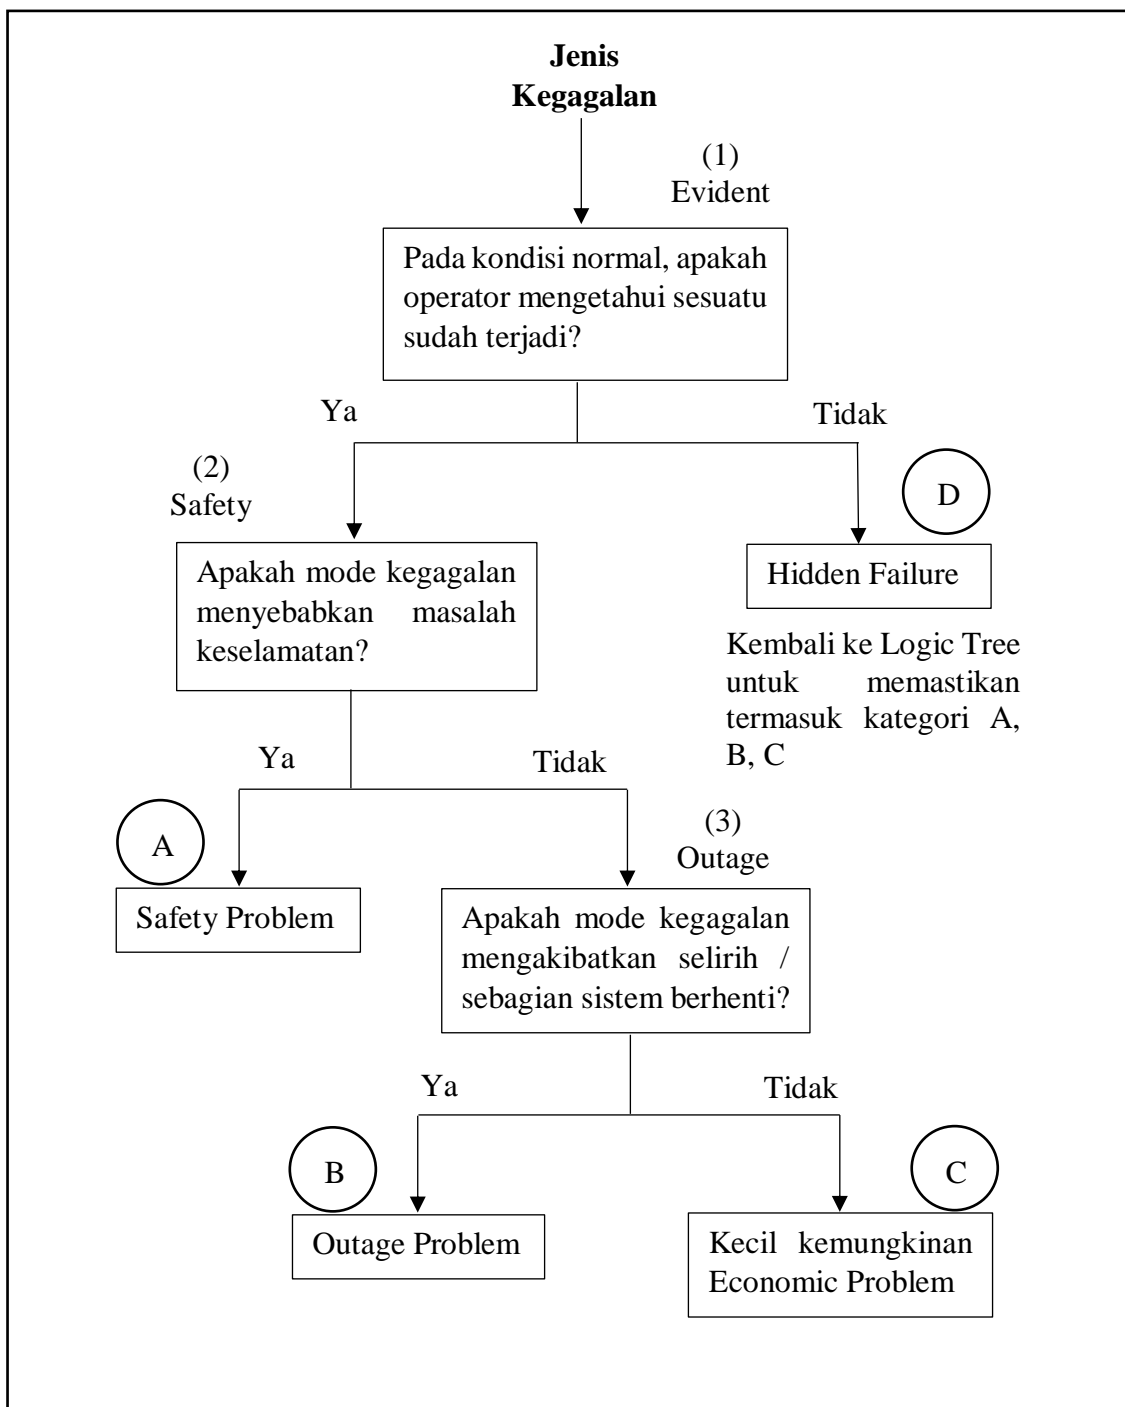 Jenis
Kegagalan
(1)
Evident
Pada kondisi normal, apakah
operator mengetahui sesuatu
sudah terjadi?
Ya
Tidak
(2)
Safety
D
Apakah mode kegagalan
menyebabkan masalah
keselamatan?
Hidden Failure
Kembali ke Logic Tree
untuk memastikan
termasuk kategori A,
B, C
Ya
Tidak
A
(3)
Outage
Safety Problem
Apakah mode kegagalan
mengakibatkan selirih /
sebagian sistem berhenti?
Ya
Tidak
B
C
Outage Problem
Kecil kemungkinan
Economic Problem